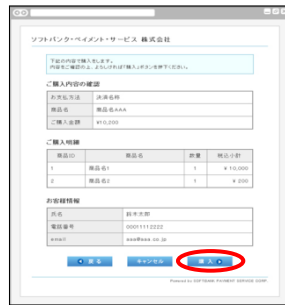 ソフトバンク・ペイメント・サービス 株式会社
下記の内容で購入をします。
内容をご確認の上、よろしければ「購入」ボタンを押下ください。
ご購入内容の確認
お支払方法 決済名称
商品名 商品名AAA
ご購入金額 ¥10,200
ご購入明細
商品ID 商品名 数量 税込小計
1 商品名1 1 ¥ 10,000
2 商品名2 1 ¥ 200
お客様情報
氏名 鈴木太郎
電話番号 00011112222
email aaa@aaa.co.jp
戻る キャンセル 購入
Powered by SOFTBANK PAYMENT SERVICE CORP.